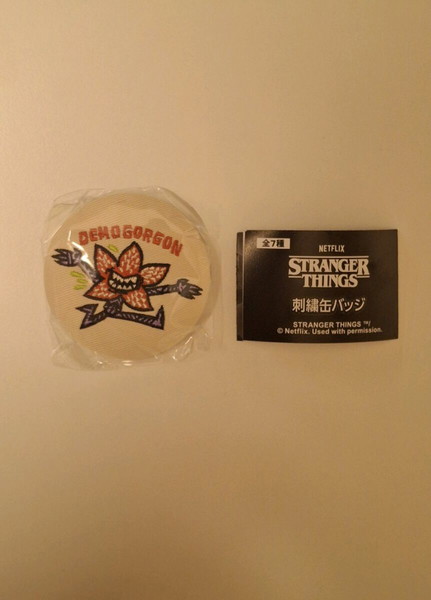 DEMOGORGON
全7種
NETFLIX
STRANGER
THINGS
刺繍缶バッジ
STRANGER THINGS ™/
© Netflix. Used with permission.